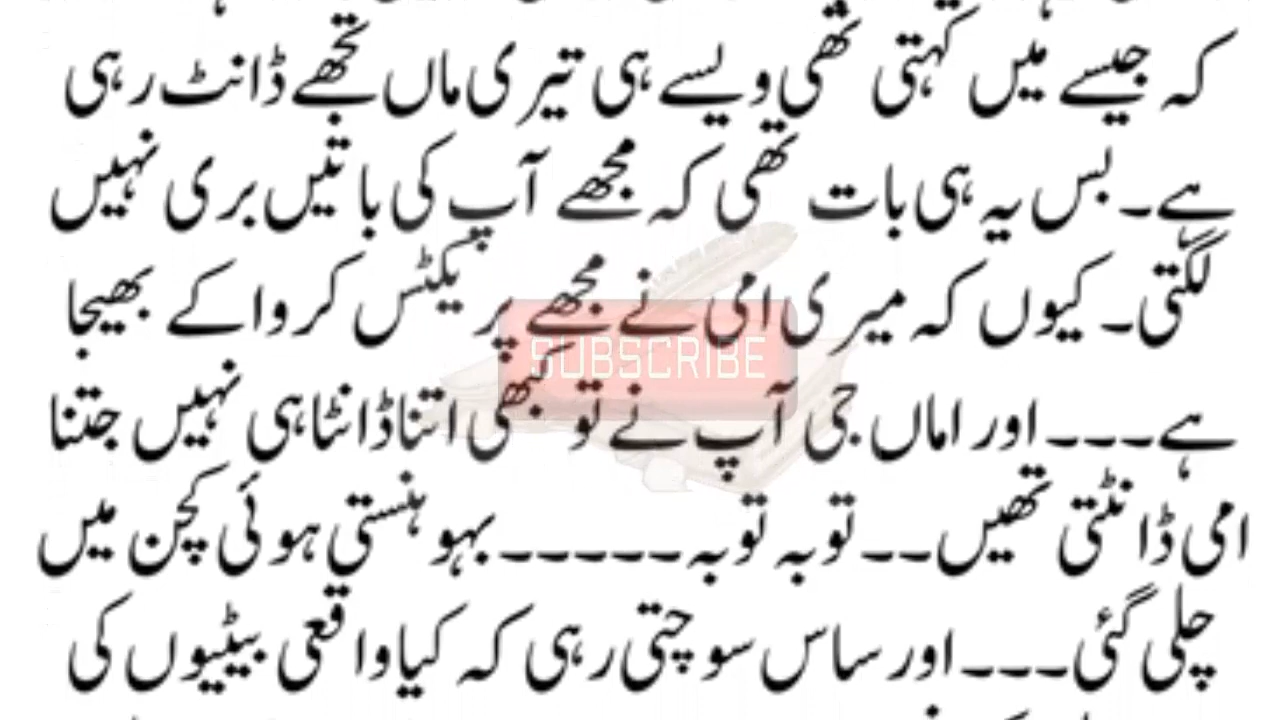 کہ جیسے میں کہتی تھی ویسے ہی تیری ماں تجھے ڈانٹ رہی
ہے۔ بس یہ ہی بات تھی کہ مجھے آپ کی باتیں بری نہیں
لگتی۔ کیوں کہ میری امی نے مجھے پریکٹس کروا کے بھیجا
SUBSCRIBE
ہے۔۔۔ اور اماں جی آپ نے تو کبھی اتنا ڈانٹا ہی نہیں جتنا
امی ڈانٹتی تھیں۔۔ توبہ توبہ۔۔۔۔۔ بہو ہنستی ہوئی کچن میں
چلی گئی۔۔۔ اور ساس سوچتی رہی کہ کیا واقعی بیٹیوں کی